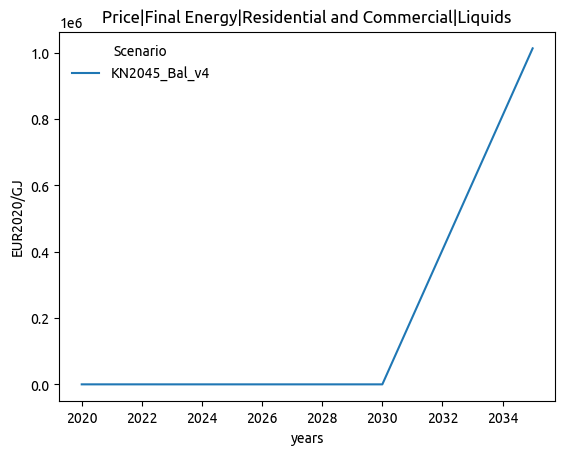 Price|Final Energy|Residential and Commercial|Liquids
1e6
Scenario
KN2045_Bal_v4
1.0
0.8
0.6
0.4
0.2
0.0
EUR2020/GJ
2020 2022 2024 2026 2028 2030 2032 2034
years